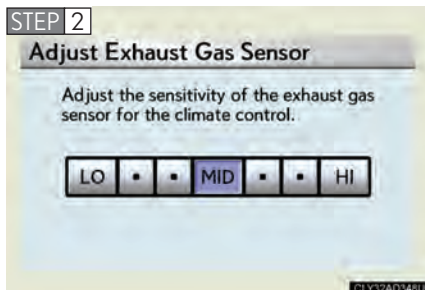 STEP 2
Adjust Exhaust Gas Sensor
Adjust the sensitivity of the exhaust gas
sensor for the climate control.
LO • • MID • • HI
CLY32AD348U